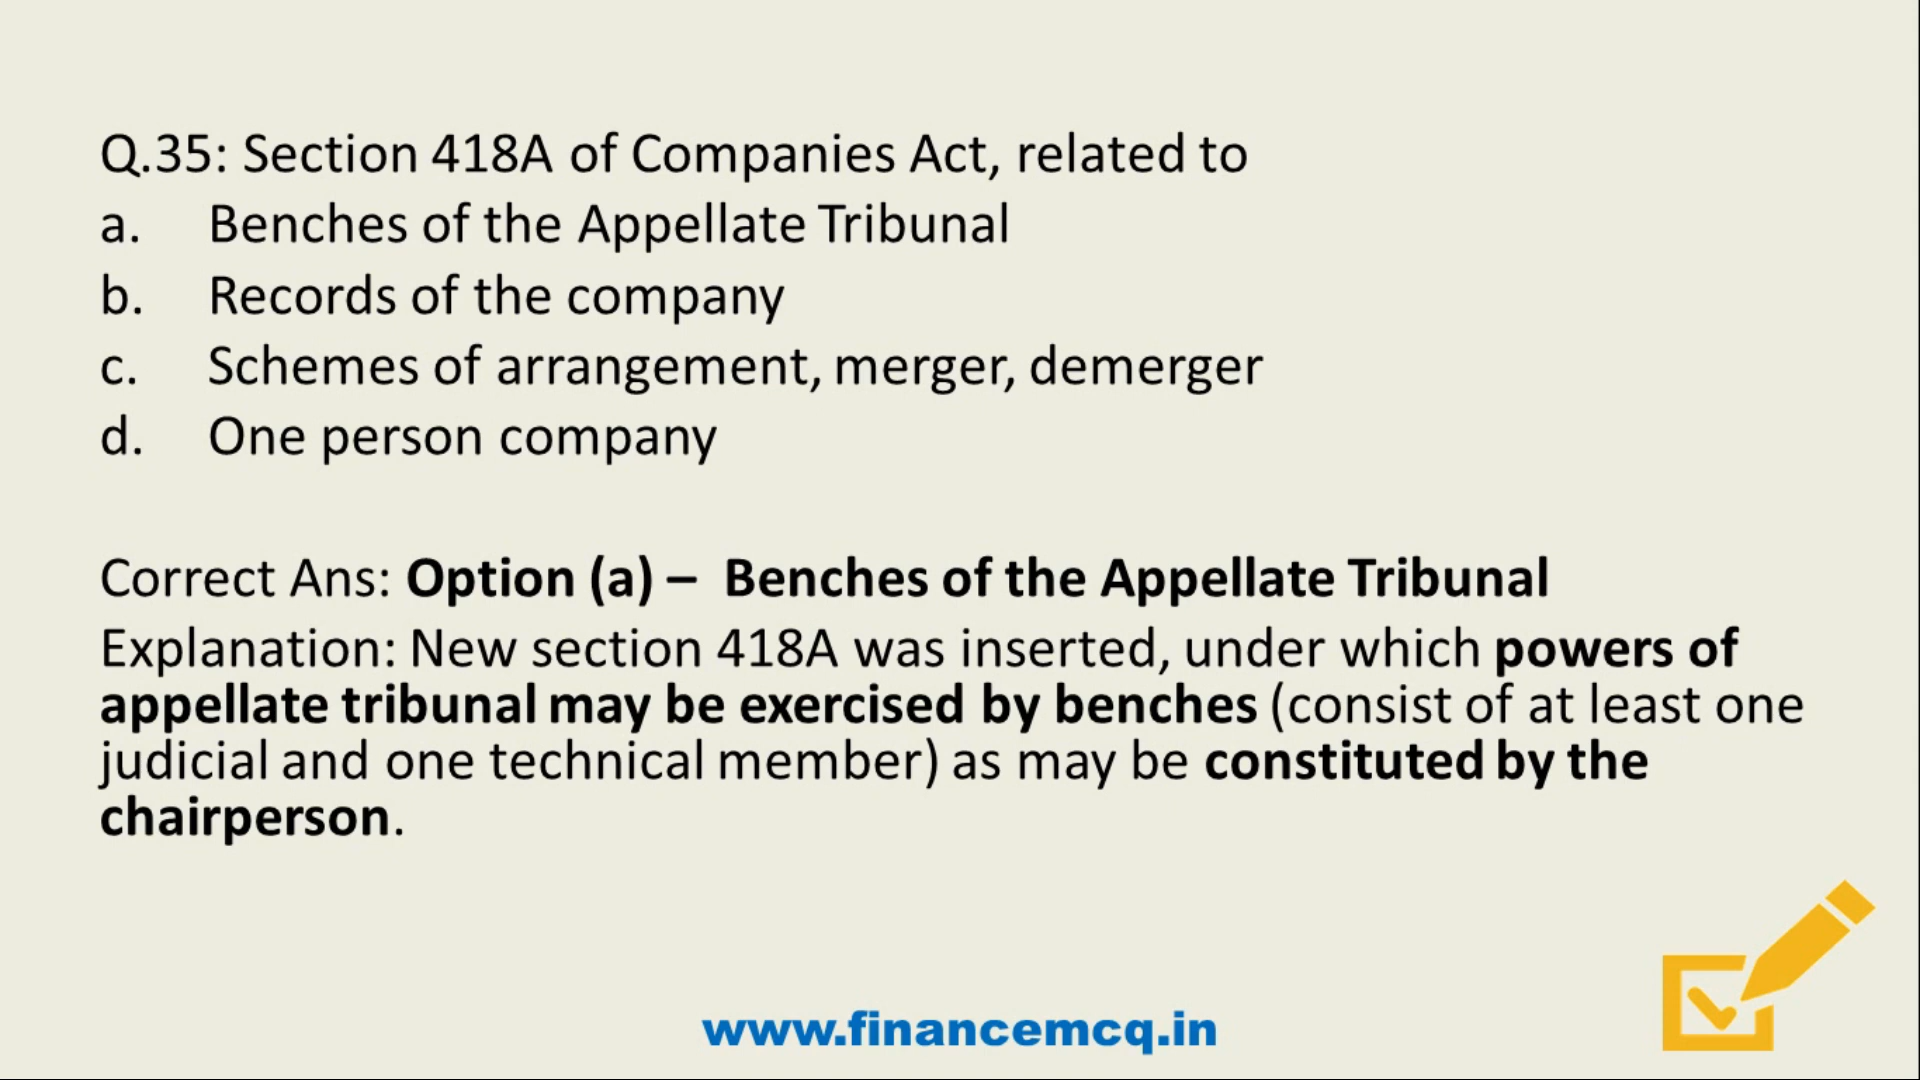 Q.35: Section 418A of Companies Act, related to
a. Benches of the Appellate Tribunal
b. Records of the company
c. Schemes of arrangement, merger, demerger
d. One person company
Correct Ans: Option (a) – Benches of the Appellate Tribunal
Explanation: New section 418A was inserted, under which powers of
appellate tribunal may be exercised by benches (consist of at least one
judicial and one technical member) as may be constituted by the
chairperson.
www.financemcq.in